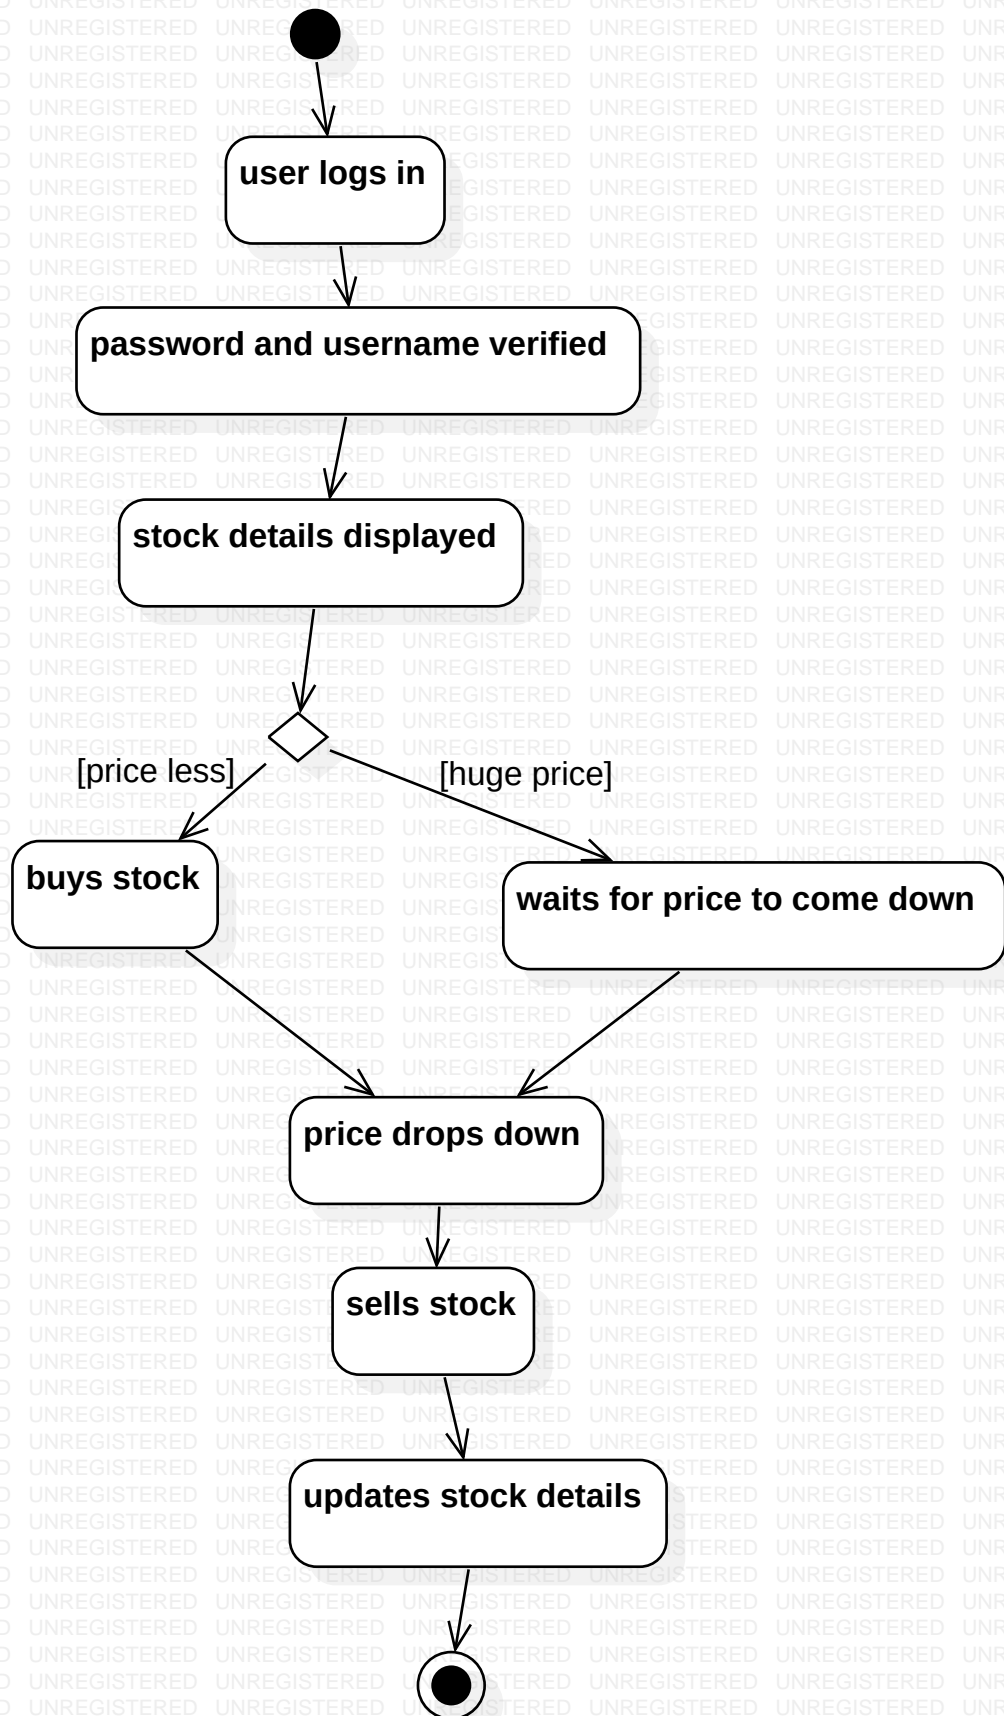 user logs in
password and username verified
stock details displayed
[price less]
[huge price]
buys stock
waits for price to come down
price drops down
sells stock
updates stock details
UNREGISTERED